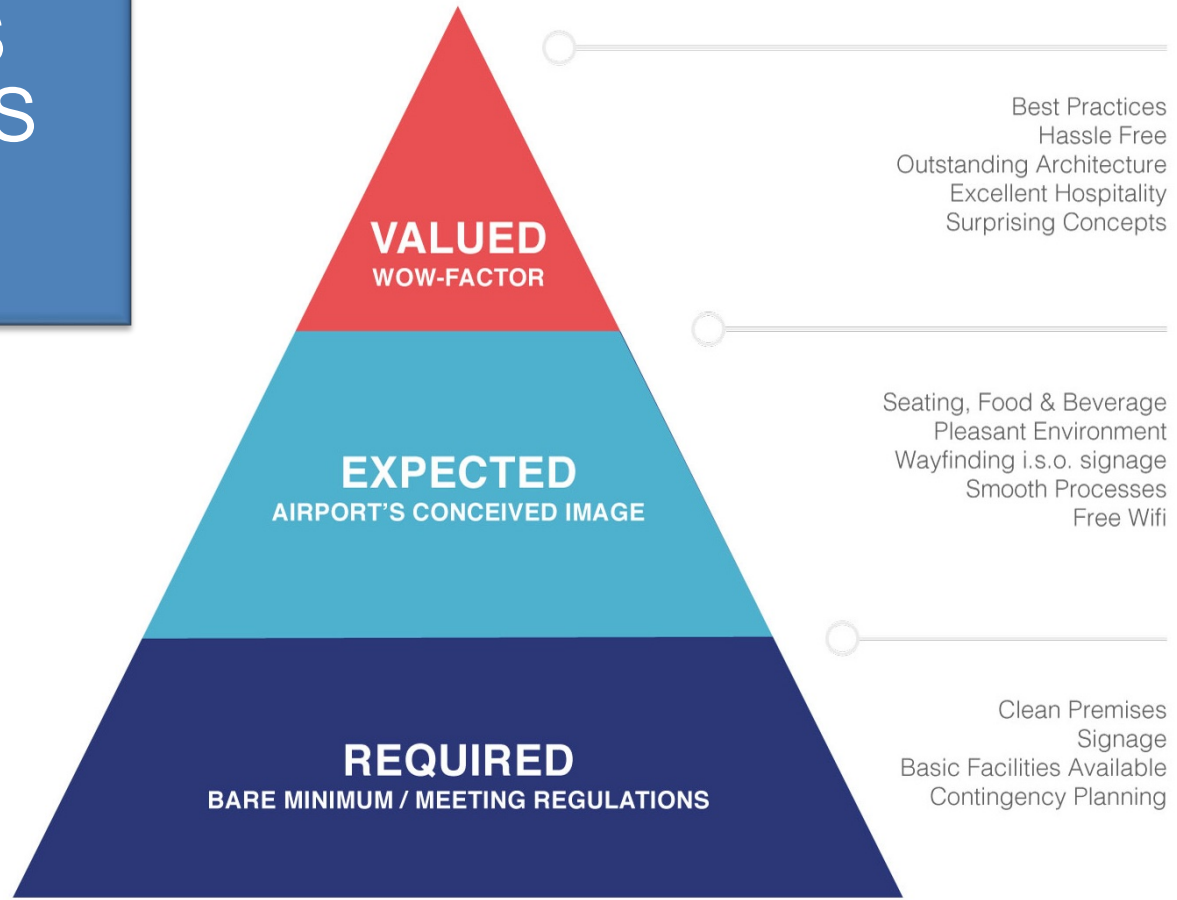 S
S
VALUED
WOW-FACTOR
Best Practices
Hassle Free
Outstanding Architecture
Excellent Hospitality
Surprising Concepts
EXPECTED
AIRPORT'S CONCEIVED IMAGE
Seating, Food & Beverage
Pleasant Environment
Wayfinding i.s.o. signage
Smooth Processes
Free Wifi
REQUIRED
BARE MINIMUM / MEETING REGULATIONS
Clean Premises
Signage
Basic Facilities Available
Contingency Planning